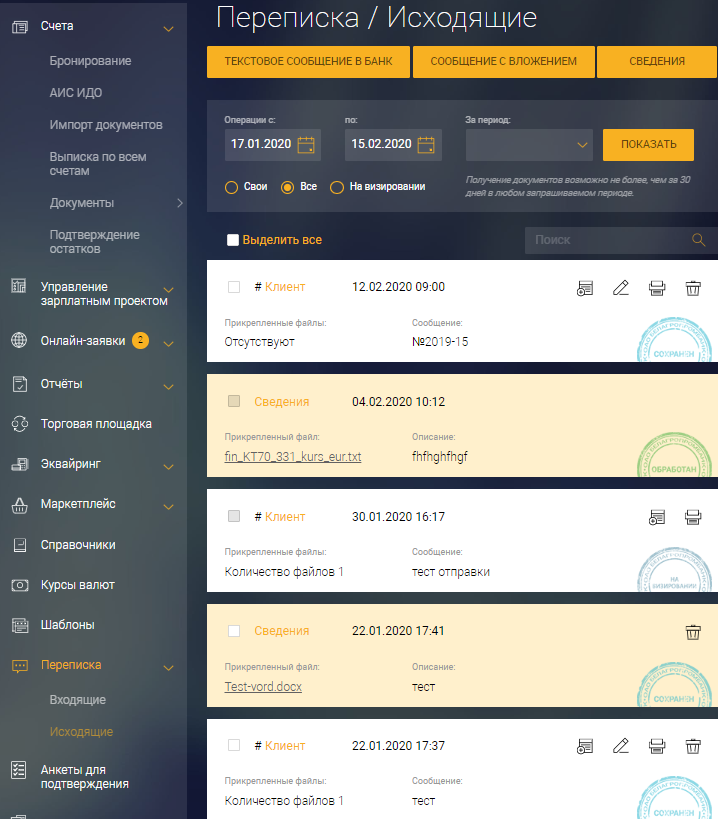 Счета
Бронирование
АИС ИДО
Импорт документов
Выписка по всем
счетам
Документы
Подтверждение
остатков
Управление
зарплатным проектом
Онлайн-заявки 2
Отчёты
Торговая площадка
Эквайринг
Маркетплейс
Справочники
Курсы валют
Шаблоны
Переписка
Входящие
Исходящие
Анкеты для
подтверждения
Переписка / Исходящие
ТЕКСТОВОЕ СООБЩЕНИЕ В БАНК
СООБЩЕНИЕ С ВЛОЖЕНИЕМ
СВЕДЕНИЯ
Операции с: по: За период:
17.01.2020 15.02.2020 ПОКАЗАТЬ
Свои Все На визировании
Получение документов возможно не более, чем за 30
дней в любом запрашиваемом периоде.
Выделить все Поиск
# Клиент 12.02.2020 09:00
Прикрепленные файлы: Сообщение:
Отсутствуют №2019-15
СОХРАНЕН
Сведения 04.02.2020 10:12
Прикрепленный файл: Описание:
fin_KT70_331_kurs_eur.txt fhfhghfhgf
ОБРАБОТАН
# Клиент 30.01.2020 16:17
Прикрепленные файлы: Сообщение:
Количество файлов 1 тест отправки
НА
ВИЗИРОВАНИИ
Сведения 22.01.2020 17:41
Прикрепленный файл: Описание:
Test-vord.docx тест
СОХРАНЕН
# Клиент 22.01.2020 17:37
Прикрепленные файлы: Сообщение:
Количество файлов 1 тест
СОХРАНЕН